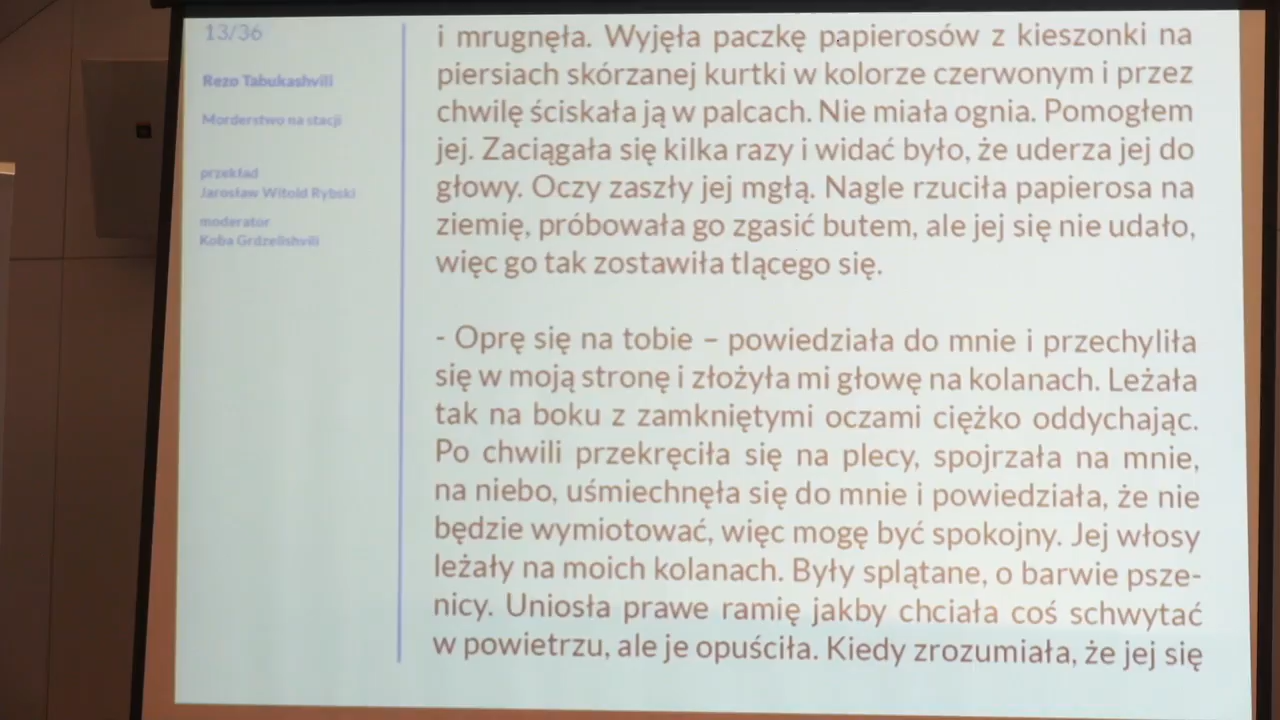 13/36
Rezo Tabukashvili
Morderstwo na stacji
przekład
Jarosław Witold Rybski
moderator
Koba Grdzelishvili
i mrugnęła. Wyjęła paczkę papierosów z kieszonki na
piersiach skórzanej kurtki w kolorze czerwonym i przez
chwilę ściskała ją w palcach. Nie miała ognia. Pomogłem
jej. Zaciągała się kilka razy i widać było, że uderza jej do
głowy. Oczy zaszły jej mgłą. Nagle rzuciła papierosa na
ziemię, próbowała go zgasić butem, ale jej się nie udało,
więc go tak zostawiła tlącego się.
- Oprę się na tobie – powiedziała do mnie i przechyliła
się w moją stronę i złożyła mi głowę na kolanach. Leżała
tak na boku z zamkniętymi oczami ciężko oddychając.
Po chwili przekręciła się na plecy, spojrzała na mnie,
na niebo, uśmiechnęła się do mnie i powiedziała, że nie
będzie wymiotować, więc mogę być spokojny. Jej włosy
leżały na moich kolanach. Były splątane, o barwie psze-
nicy. Uniosła prawe ramię jakby chciała coś schwytać
w powietrzu, ale je opuściła. Kiedy zrozumiała, że jej się